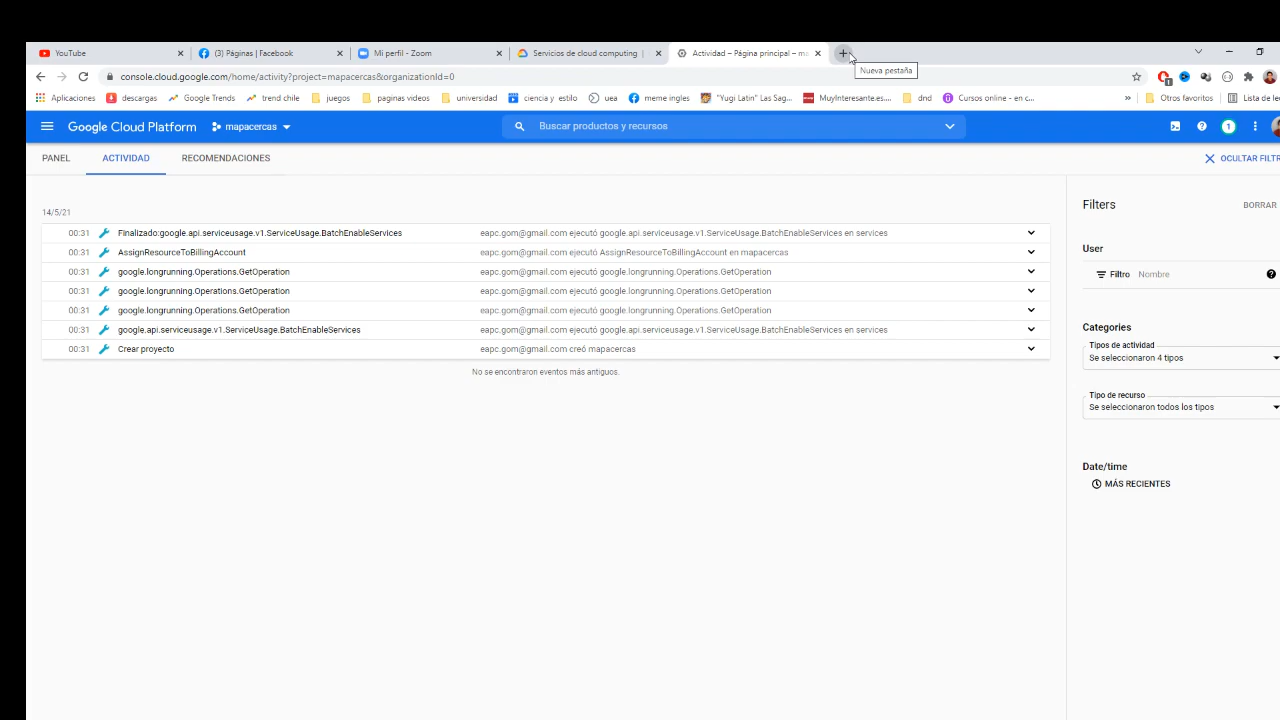 YouTube
(3) Páginas | Facebook
Mi perfil - Zoom
Servicios de cloud computing |
Actividad – Página principal – ma
Nueva pestaña
console.cloud.google.com/home/activity?project=mapacercas&organizationId=0
Aplicaciones descargas Google Trends trend chile juegos paginas videos universidad ciencia y estilo uea meme ingles "Yugi Latin" Las Sag... MuyInteresante.es.... dnd Cursos online - en c... » Otros favoritos Lista de le
Google Cloud Platform mapacercas Buscar productos y recursos 1
PANEL ACTIVIDAD RECOMENDACIONES OCULTAR FILTR
14/5/21
00:31 Finalizado:google.api.serviceusage.v1.ServiceUsage.BatchEnableServices eapc.gom@gmail.com ejecutó google.api.serviceusage.v1.ServiceUsage.BatchEnableServices en services
00:31 AssignResourceToBillingAccount eapc.gom@gmail.com ejecutó AssignResourceToBillingAccount en mapacercas
00:31 google.longrunning.Operations.GetOperation eapc.gom@gmail.com ejecutó google.longrunning.Operations.GetOperation
00:31 google.longrunning.Operations.GetOperation eapc.gom@gmail.com ejecutó google.longrunning.Operations.GetOperation
00:31 google.longrunning.Operations.GetOperation eapc.gom@gmail.com ejecutó google.longrunning.Operations.GetOperation
00:31 google.api.serviceusage.v1.ServiceUsage.BatchEnableServices eapc.gom@gmail.com ejecutó google.api.serviceusage.v1.ServiceUsage.BatchEnableServices en services
00:31 Crear proyecto eapc.gom@gmail.com creó mapacercas
No se encontraron eventos más antiguos.
Filters BORRAR
User
Filtro Nombre
Categories
Tipos de actividad
Se seleccionaron 4 tipos
Tipo de recurso
Se seleccionaron todos los tipos
Date/time
MÁS RECIENTES